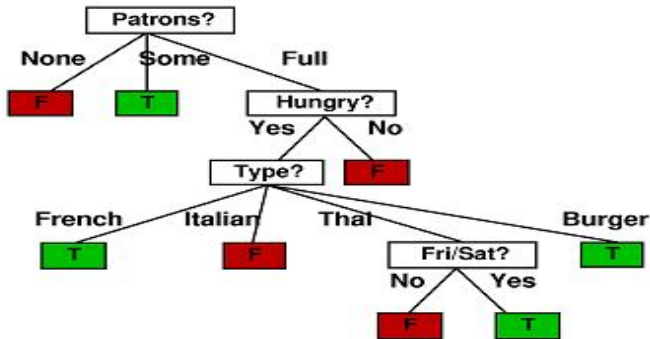 Patrons?
None Some Full
F T Hungry?
Yes No
Type? F
French Italian Thai Burger
T F Fri/Sat? T
No Yes
F T